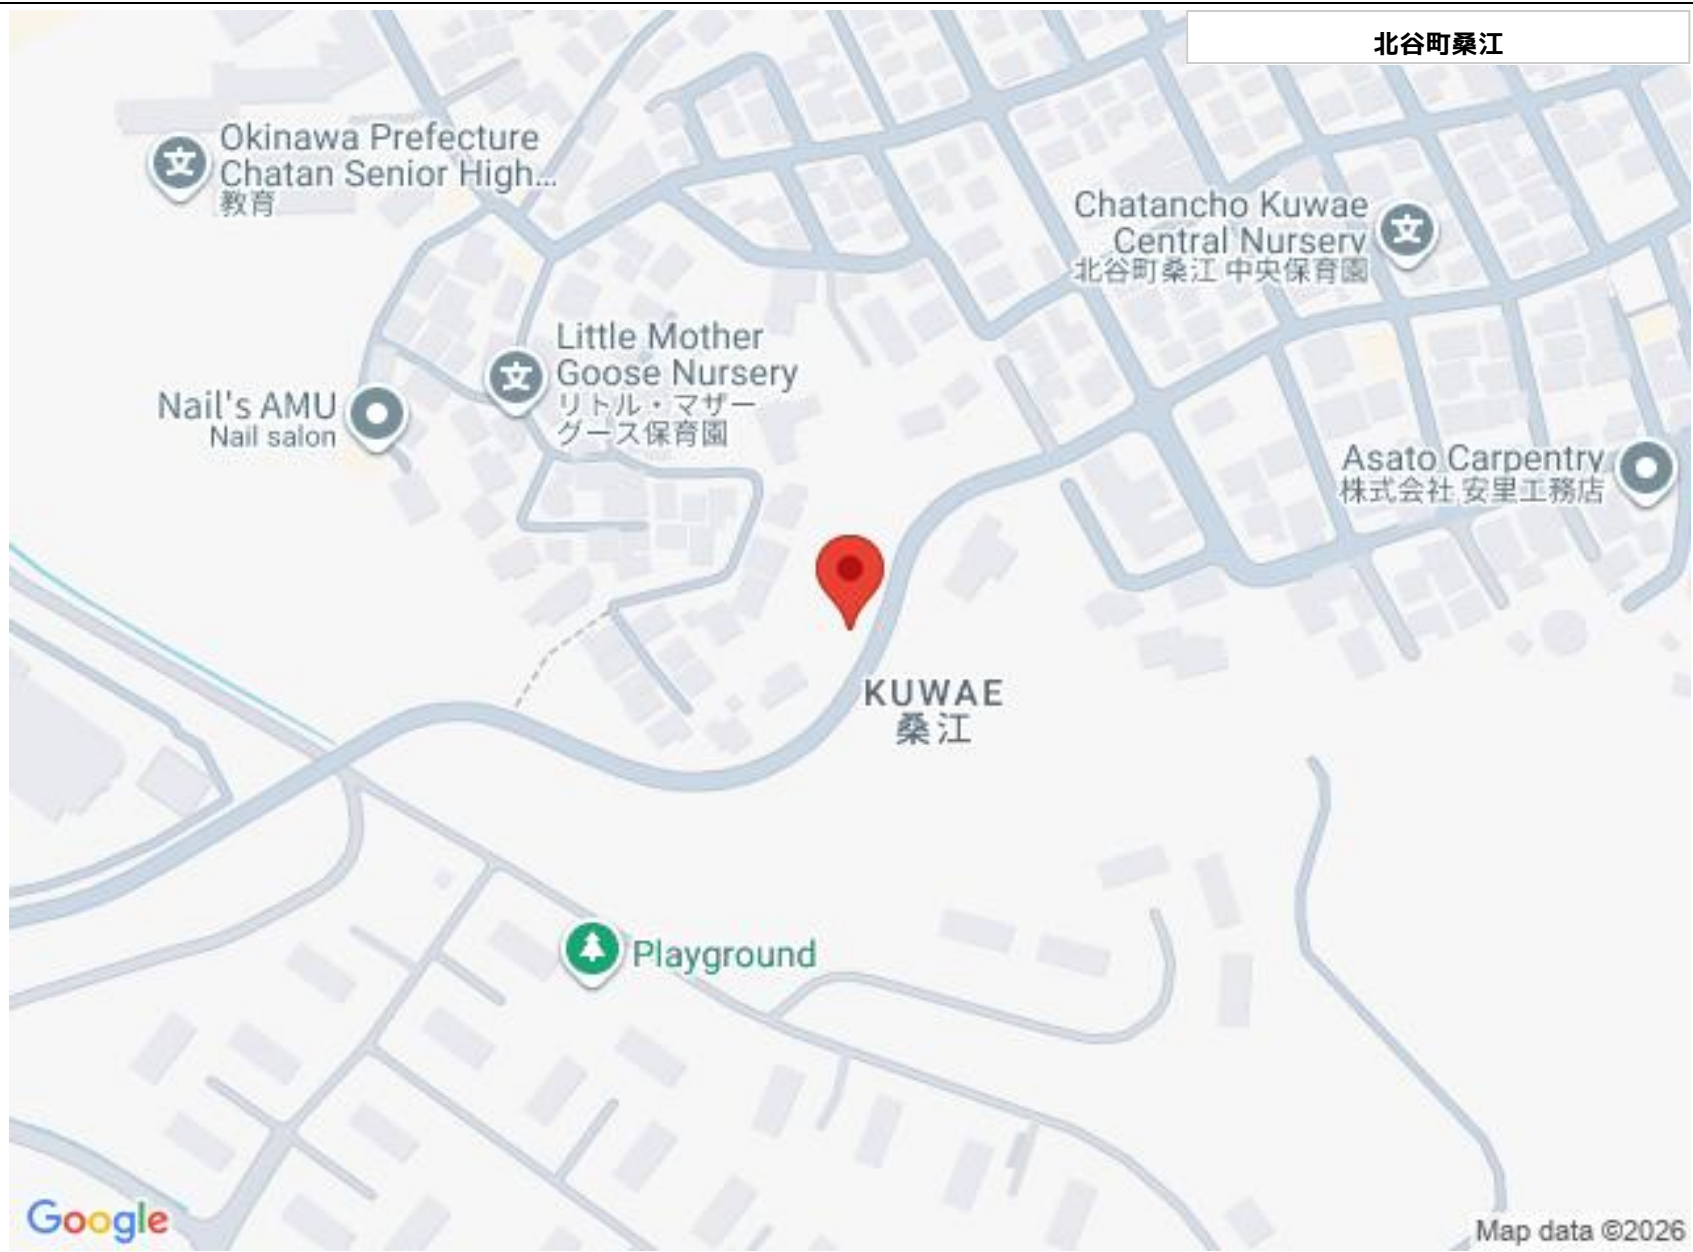 北谷町桑江
Okinawa Prefecture
Chatan Senior High...
教育
Chatancho Kuwae
Central Nursery
北谷町桑江 中央保育園
Little Mother
Goose Nursery
リトル・マザー
グース保育園
Nail's AMU
Nail salon
Asato Carpentry
株式会社 安里工務店
KUWAE
桑江
Playground
Google
Map data ©2026